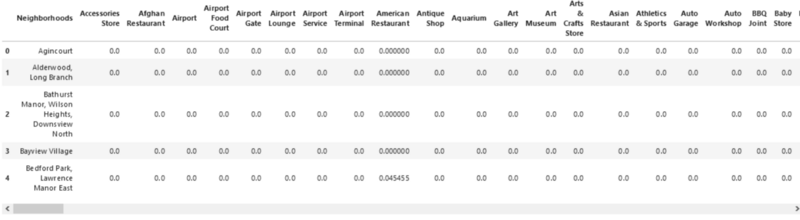 Neighborhoods Accessories Store Afghan Restaurant Airport Airport Food Court Airport Gate Airport Lounge Airport Service Airport Terminal American Restaurant Antique Shop Aquarium Art Gallery Art Museum Arts & Crafts Store Asian Restaurant Athletics & Sports Auto Garage Auto Workshop BBQ Joint Baby Store
0 Agincourt 0.0 0.0 0.0 0.0 0.0 0.0 0.0 0.0 0.000000 0.0 0.0 0.0 0.0 0.0 0.0 0.0 0.0 0.0 0.0 0.0
1 Alderwood, Long Branch 0.0 0.0 0.0 0.0 0.0 0.0 0.0 0.0 0.000000 0.0 0.0 0.0 0.0 0.0 0.0 0.0 0.0 0.0 0.0 0.0
2 Bathurst Manor, Wilson Heights, Downsview North 0.0 0.0 0.0 0.0 0.0 0.0 0.0 0.0 0.000000 0.0 0.0 0.0 0.0 0.0 0.0 0.0 0.0 0.0 0.0 0.0
3 Bayview Village 0.0 0.0 0.0 0.0 0.0 0.0 0.0 0.0 0.000000 0.0 0.0 0.0 0.0 0.0 0.0 0.0 0.0 0.0 0.0 0.0
4 Bedford Park, Lawrence Manor East 0.0 0.0 0.0 0.0 0.0 0.0 0.0 0.0 0.045455 0.0 0.0 0.0 0.0 0.0 0.0 0.0 0.0 0.0 0.0 0.0